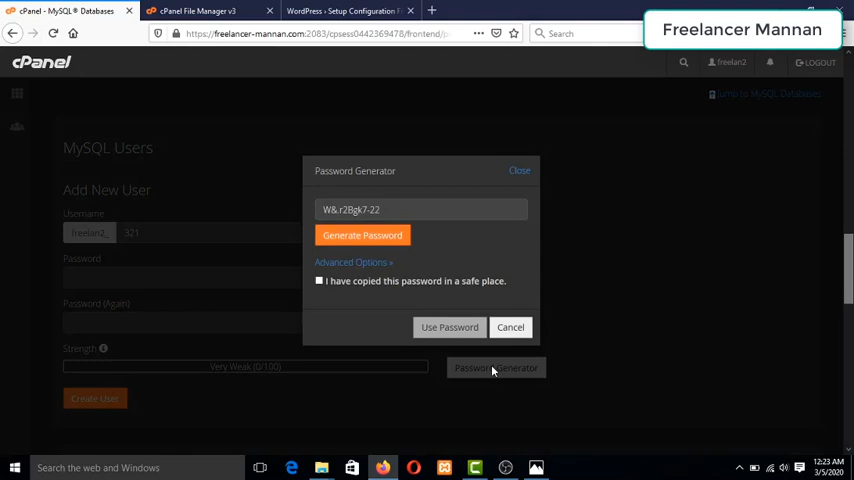 cPanel - MySQL® Databases
cPanel File Manager v3
WordPress › Setup Configuration F
https://freelancer-mannan.com:2083/cpsess0442369478/frontend/p
Search
Freelancer Mannan
cPanel
freelan2
LOGOUT
Jump to MySQL Databases
MySQL Users
Add New User
Username
freelan2_
321
Password
Password (Again)
Strength
Very Weak (0/100)
Password Generator
Create User
Password Generator
Close
W&.r2Bgk7-22
Generate Password
Advanced Options »
I have copied this password in a safe place.
Use Password
Cancel
Search the web and Windows
12:23 AM
3/5/2020